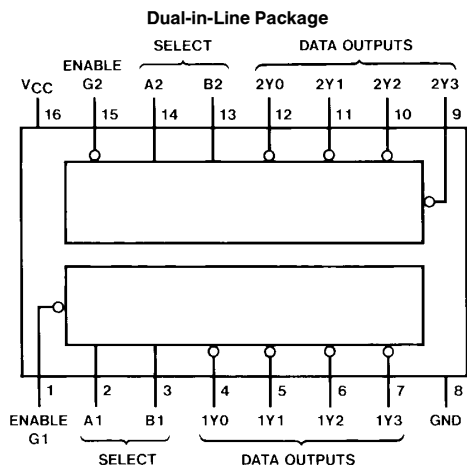 Dual-in-Line Package
SELECT DATA OUTPUTS
ENABLE
VCC G2 A2 B2 2Y0 2Y1 2Y2 2Y3
16 15 14 13 12 11 10 9
1 2 3 4 5 6 7 8
ENABLE A1 B1 1Y0 1Y1 1Y2 1Y3 GND
G1
SELECT DATA OUTPUTS